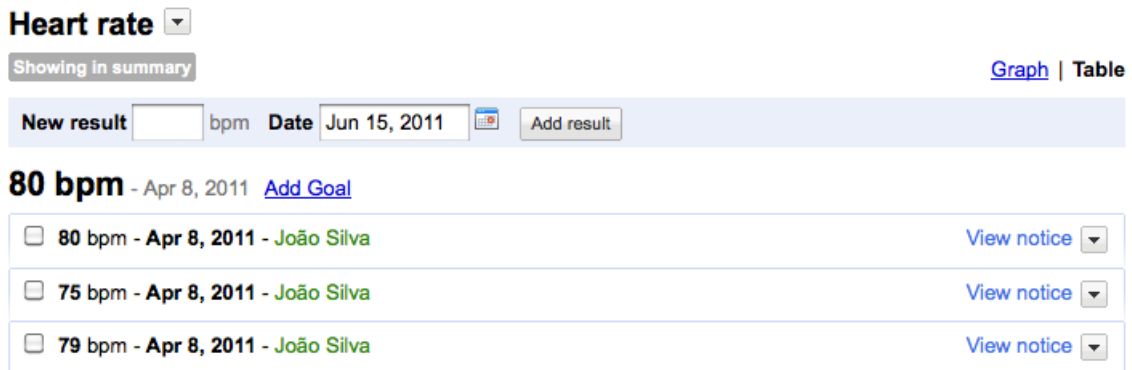 Heart rate
Showing in summary
Graph | Table
New result bpm Date Jun 15, 2011 Add result
80 bpm - Apr 8, 2011 Add Goal
80 bpm - Apr 8, 2011 - João Silva View notice
75 bpm - Apr 8, 2011 - João Silva View notice
79 bpm - Apr 8, 2011 - João Silva View notice